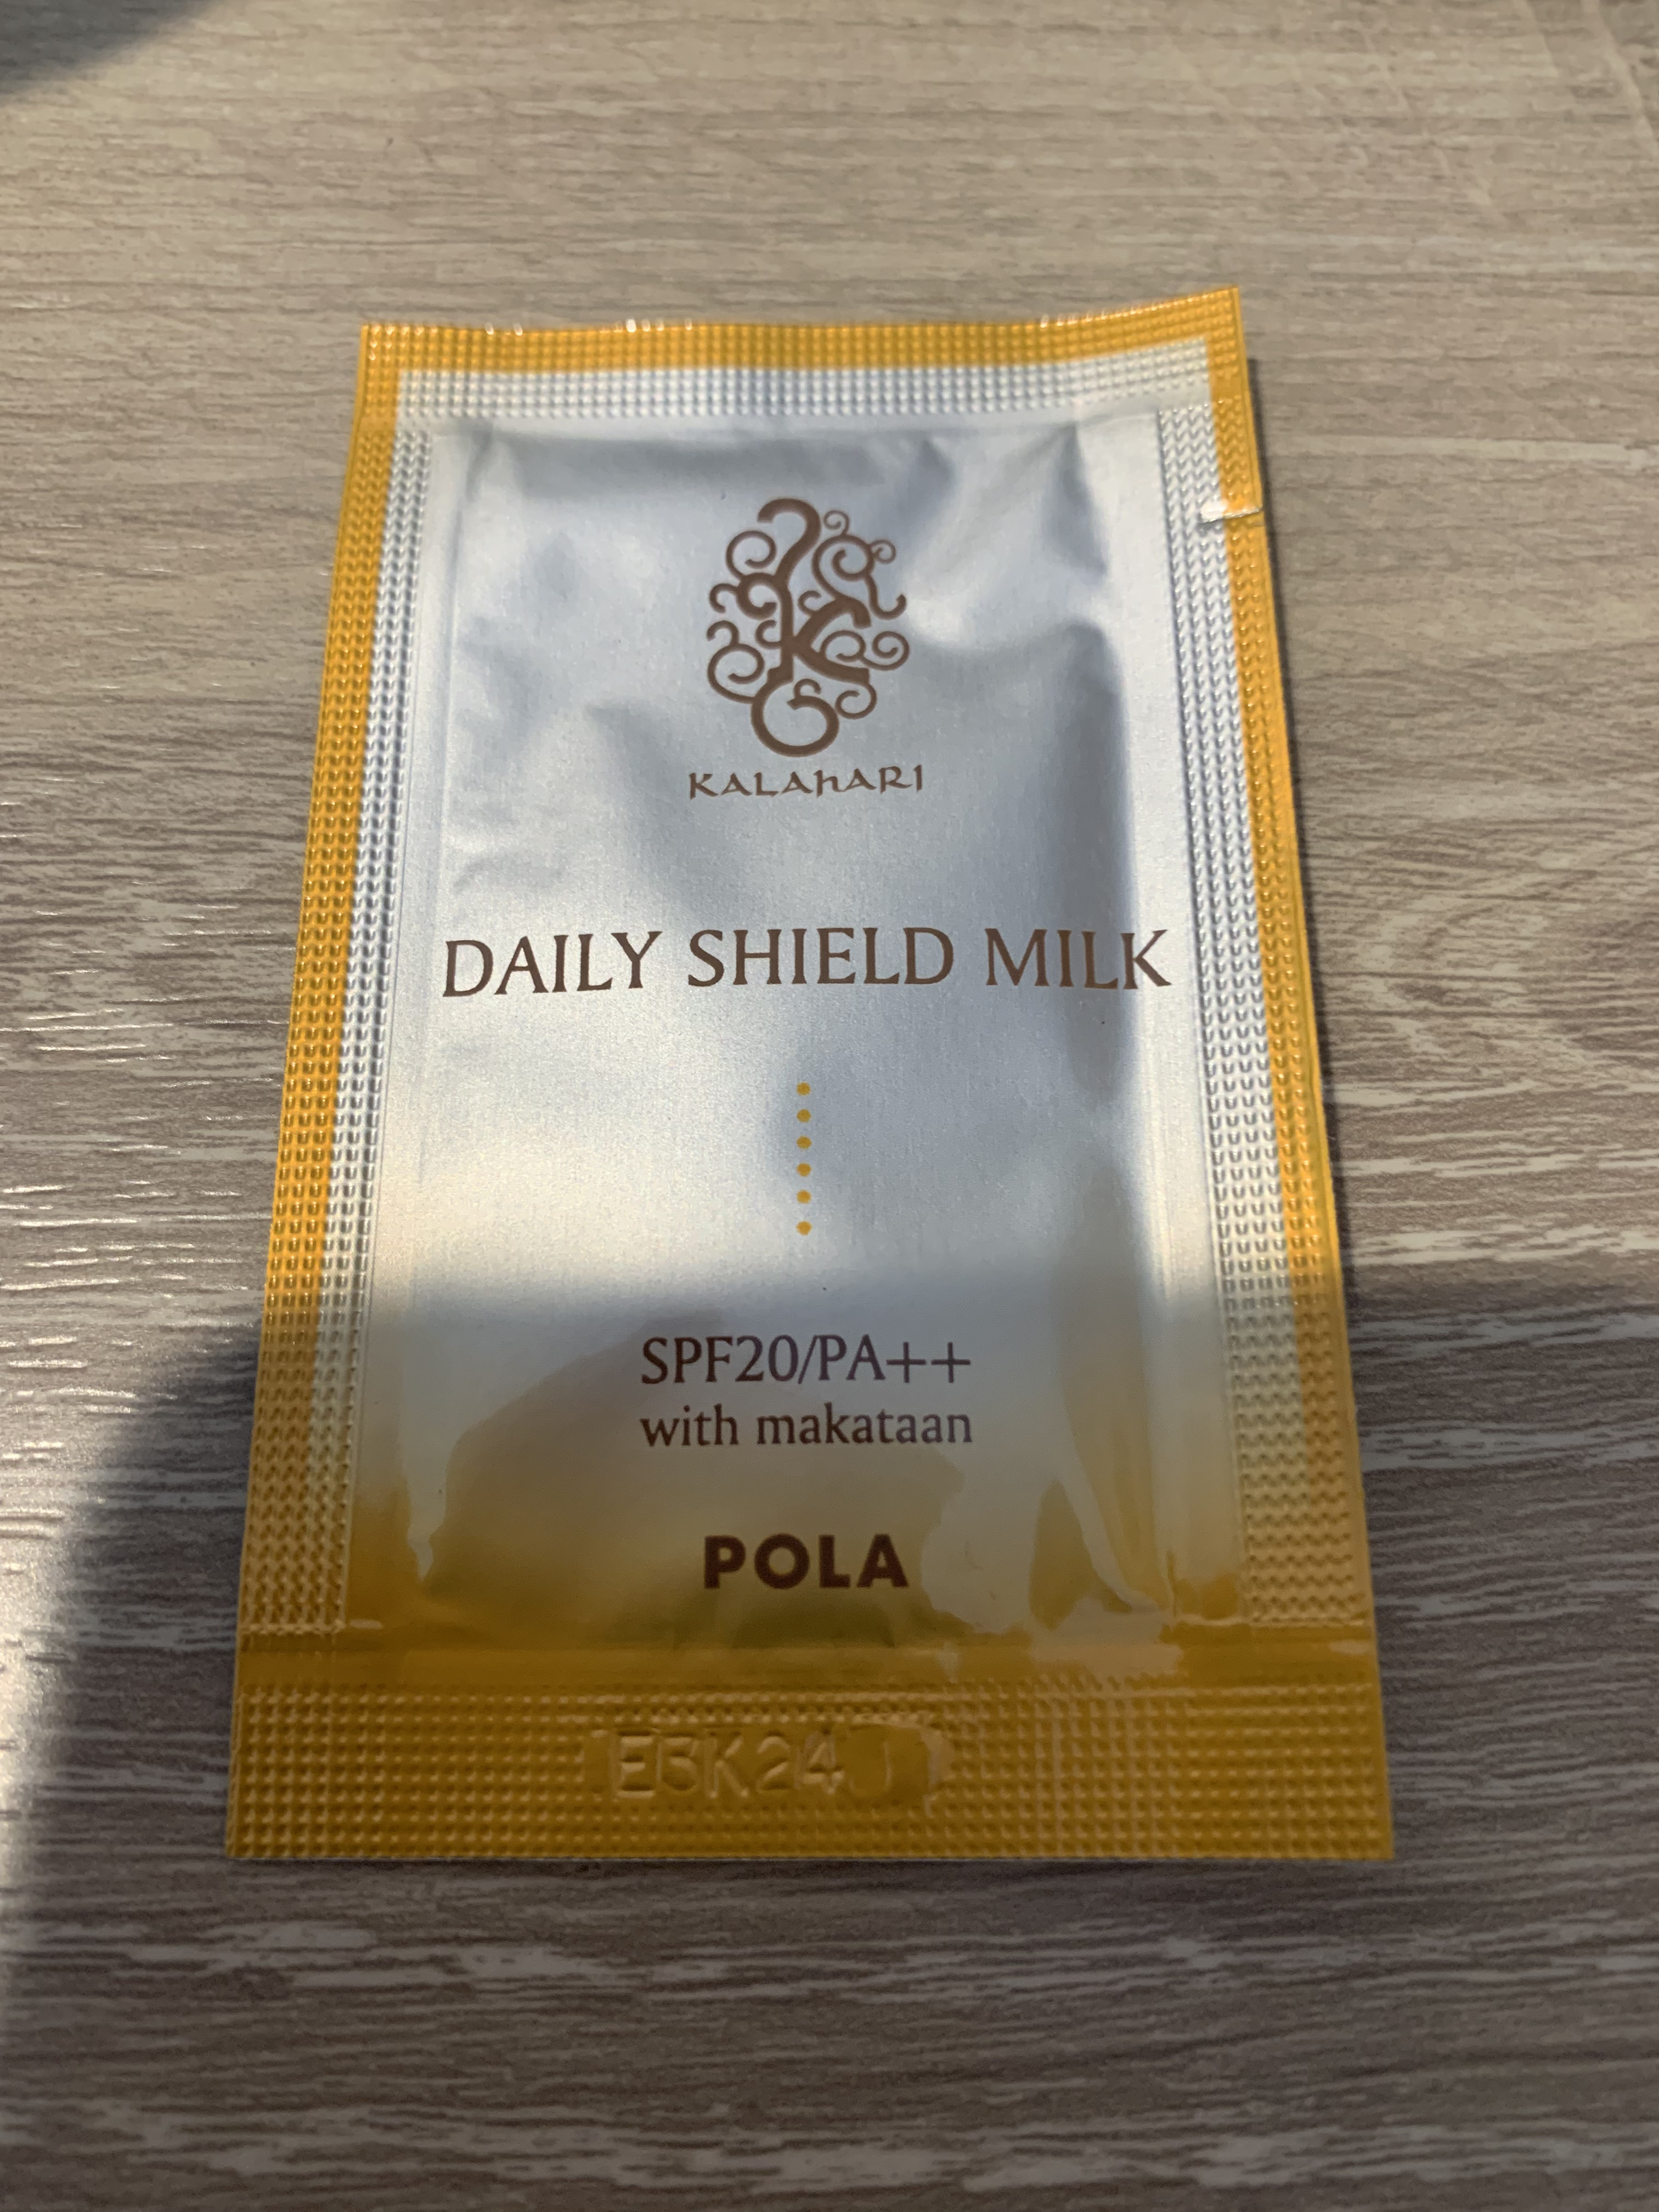 KALAHARI
DAILY SHIELD MILK
SPF20/PA++
with makataan
POLA